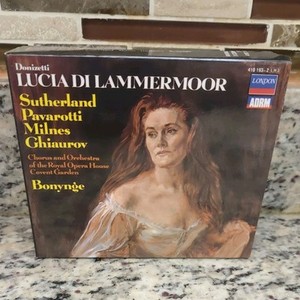 Donizetti
LUCIA DI LAMMERMOOR
Sutherland
Pavarotti
Milnes
Ghiaurov
Chorus and Orchestra
of the Royal Opera House
Covent Garden
Bonynge
LONDON
ADRM